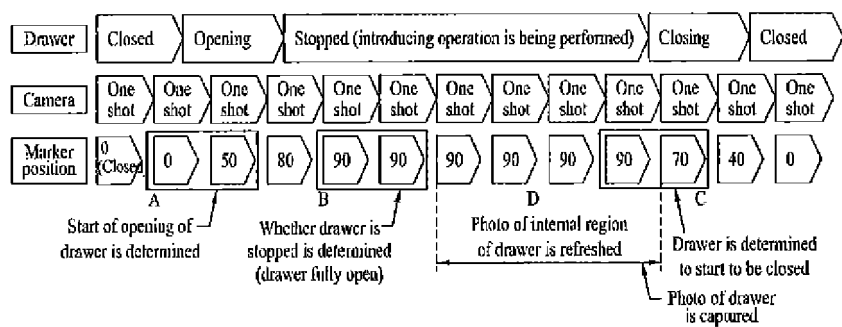 Drawer
Closed
Opening
Stopped (introducing operation is being performed)
Closing
Closed
Camera
One shot
One shot
One shot
One shot
One shot
One shot
One shot
One shot
One shot
One shot
One shot
One shot
One shot
Marker
position
0
(Closed
0
50
80
90
90
90
90
90
90
70
40
0
A
B
D
C
Start of opening of
drawer is determined
Whether drawer is
stopped is determined
(drawer fully open)
Photo of internal region
of drawer is refreshed
Drawer is determined
to start to be closed
Photo of drawer
is captured